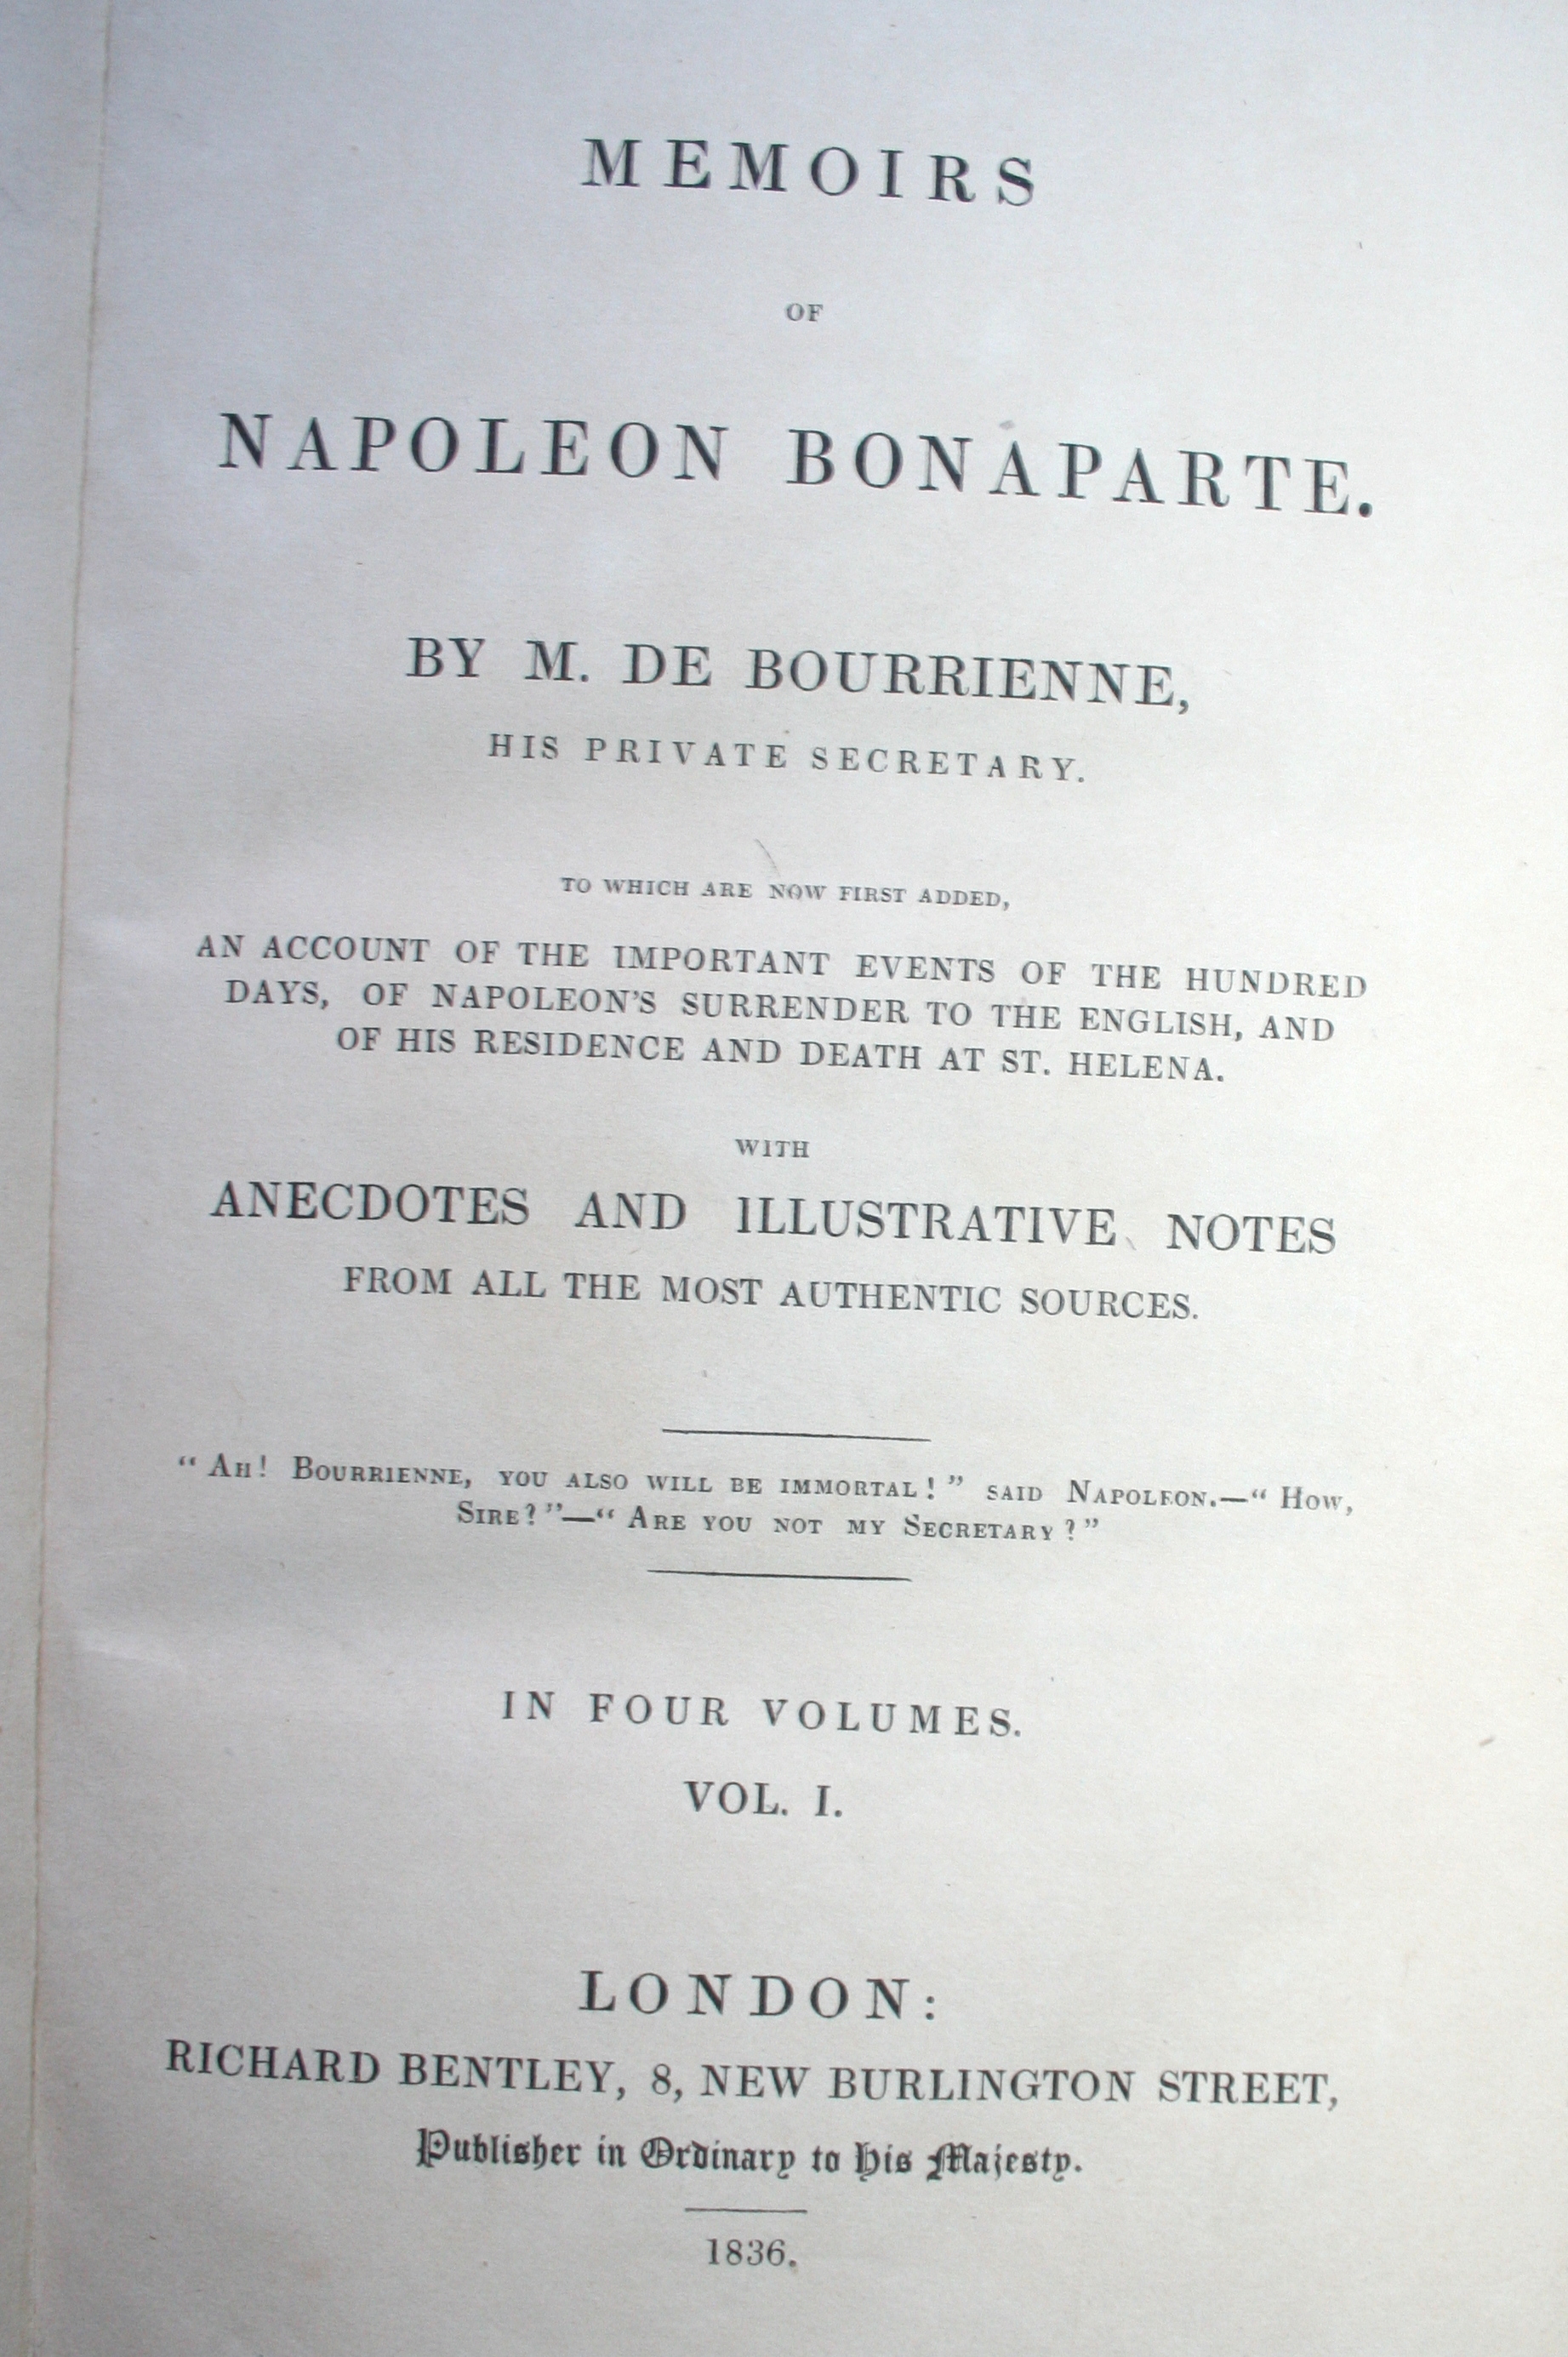 MEMOIRS
OF
NAPOLEON BONAPARTE.
BY M. DE BOURRIENNE,
HIS PRIVATE SECRETARY.
TO WHICH ARE NOW FIRST ADDED,
AN ACCOUNT OF THE IMPORTANT EVENTS OF THE HUNDRED
DAYS, OF NAPOLEON'S SURRENDER TO THE ENGLISH, AND
OF HIS RESIDENCE AND DEATH AT ST. HELENA.
WITH
ANECDOTES AND ILLUSTRATIVE NOTES
FROM ALL THE MOST AUTHENTIC SOURCES.
“ Ah! Bourrienne, you also will be immortal!” said Napoleon.—“ How,
Sire?”—“ Are you not my Secretary?”
IN FOUR VOLUMES.
VOL. I.
LONDON:
RICHARD BENTLEY, 8, NEW BURLINGTON STREET,
Publisher in Ordinary to His Majesty.
1836.